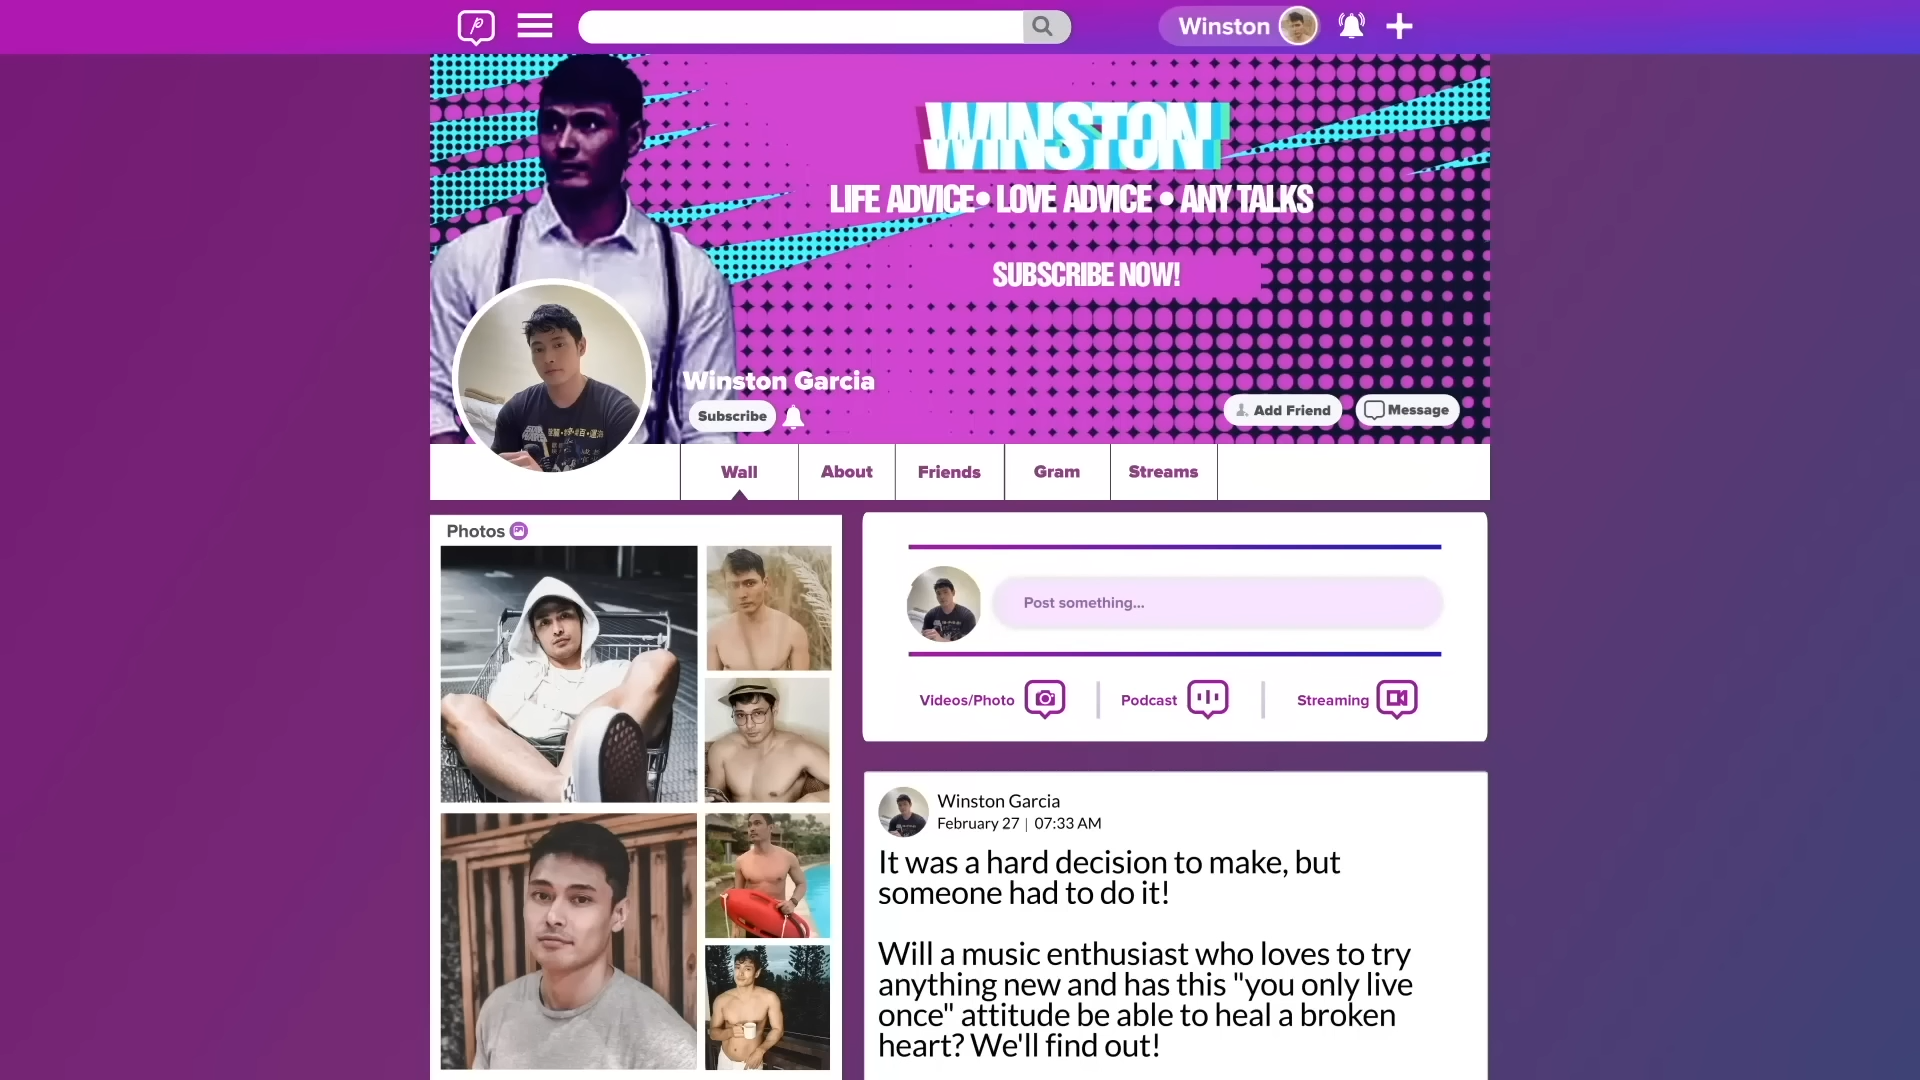 Winston
WINSTON
LIFE ADVICE• LOVE ADVICE • ANY TALKS
SUBSCRIBE NOW!
Winston Garcia
Subscribe
Add Friend
Message
Wall
About
Friends
Gram
Streams
Photos
Post something...
Videos/Photo
Podcast
Streaming
Winston Garcia
February 27 | 07:33 AM
It was a hard decision to make, but
someone had to do it!
Will a music enthusiast who loves to try
anything new and has this "you only live
once" attitude be able to heal a broken
heart? We'll find out!